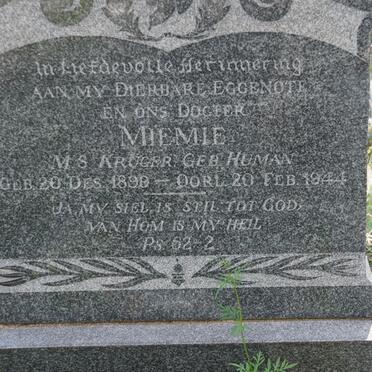 In Liefdevolle Herinnering
AAN MY DIERBARE EGGENOTE
EN ONS DOGTER
MIEMIE
M S KRUGER GEB HUMAN
GEB 20 DES 1899 — OORL 20 FEB 1944
JA, MY SIEL IS STIL TOT GOD;
VAN HOM IS MY HEIL
PS 62-2